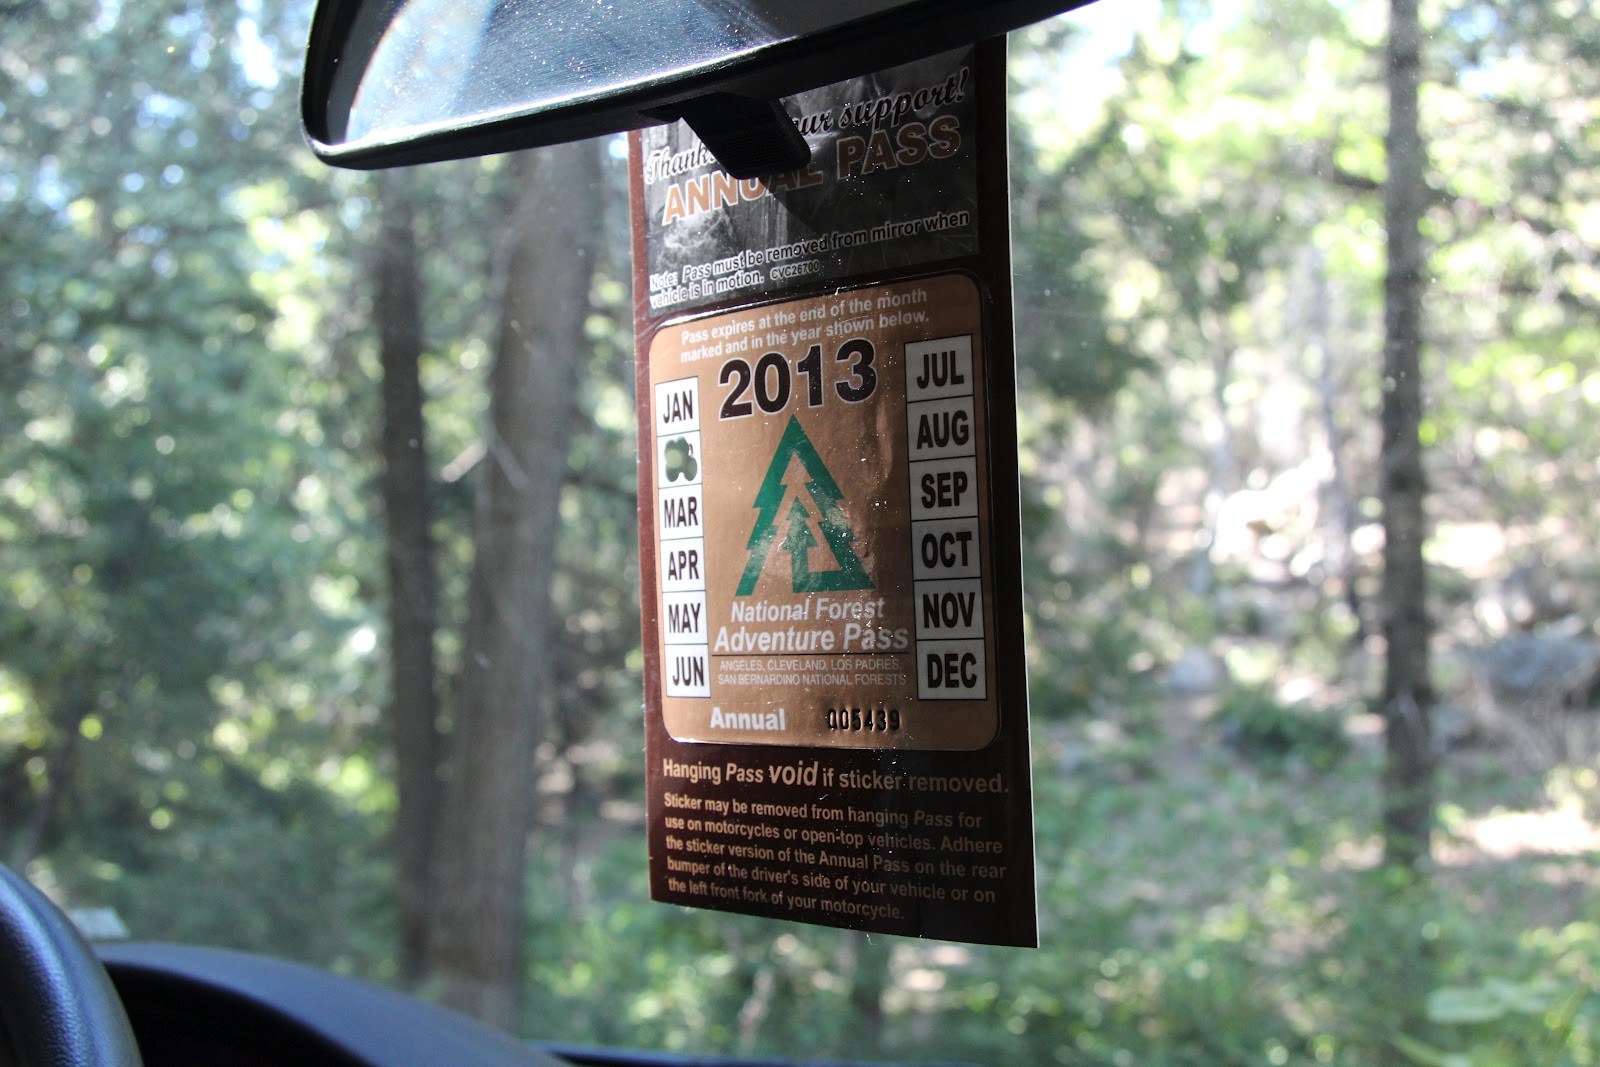 Thanks our support!
ANNUAL PASS
Note: Pass must be removed from mirror when
vehicle is in motion. CVC26700
Pass expires at the end of the month
marked and in the year shown below.
2013
JAN
MAR
APR
MAY
JUN
JUL
AUG
SEP
OCT
NOV
DEC
National Forest
Adventure Pass
ANGELES, CLEVELAND, LOS PADRES,
SAN BERNARDINO NATIONAL FORESTS
Annual 005439
Hanging Pass void if sticker removed.
Sticker may be removed from hanging Pass for
use on motorcycles or open-top vehicles. Adhere
the sticker version of the Annual Pass on the rear
bumper of the driver's side of your vehicle or on
the left front fork of your motorcycle.